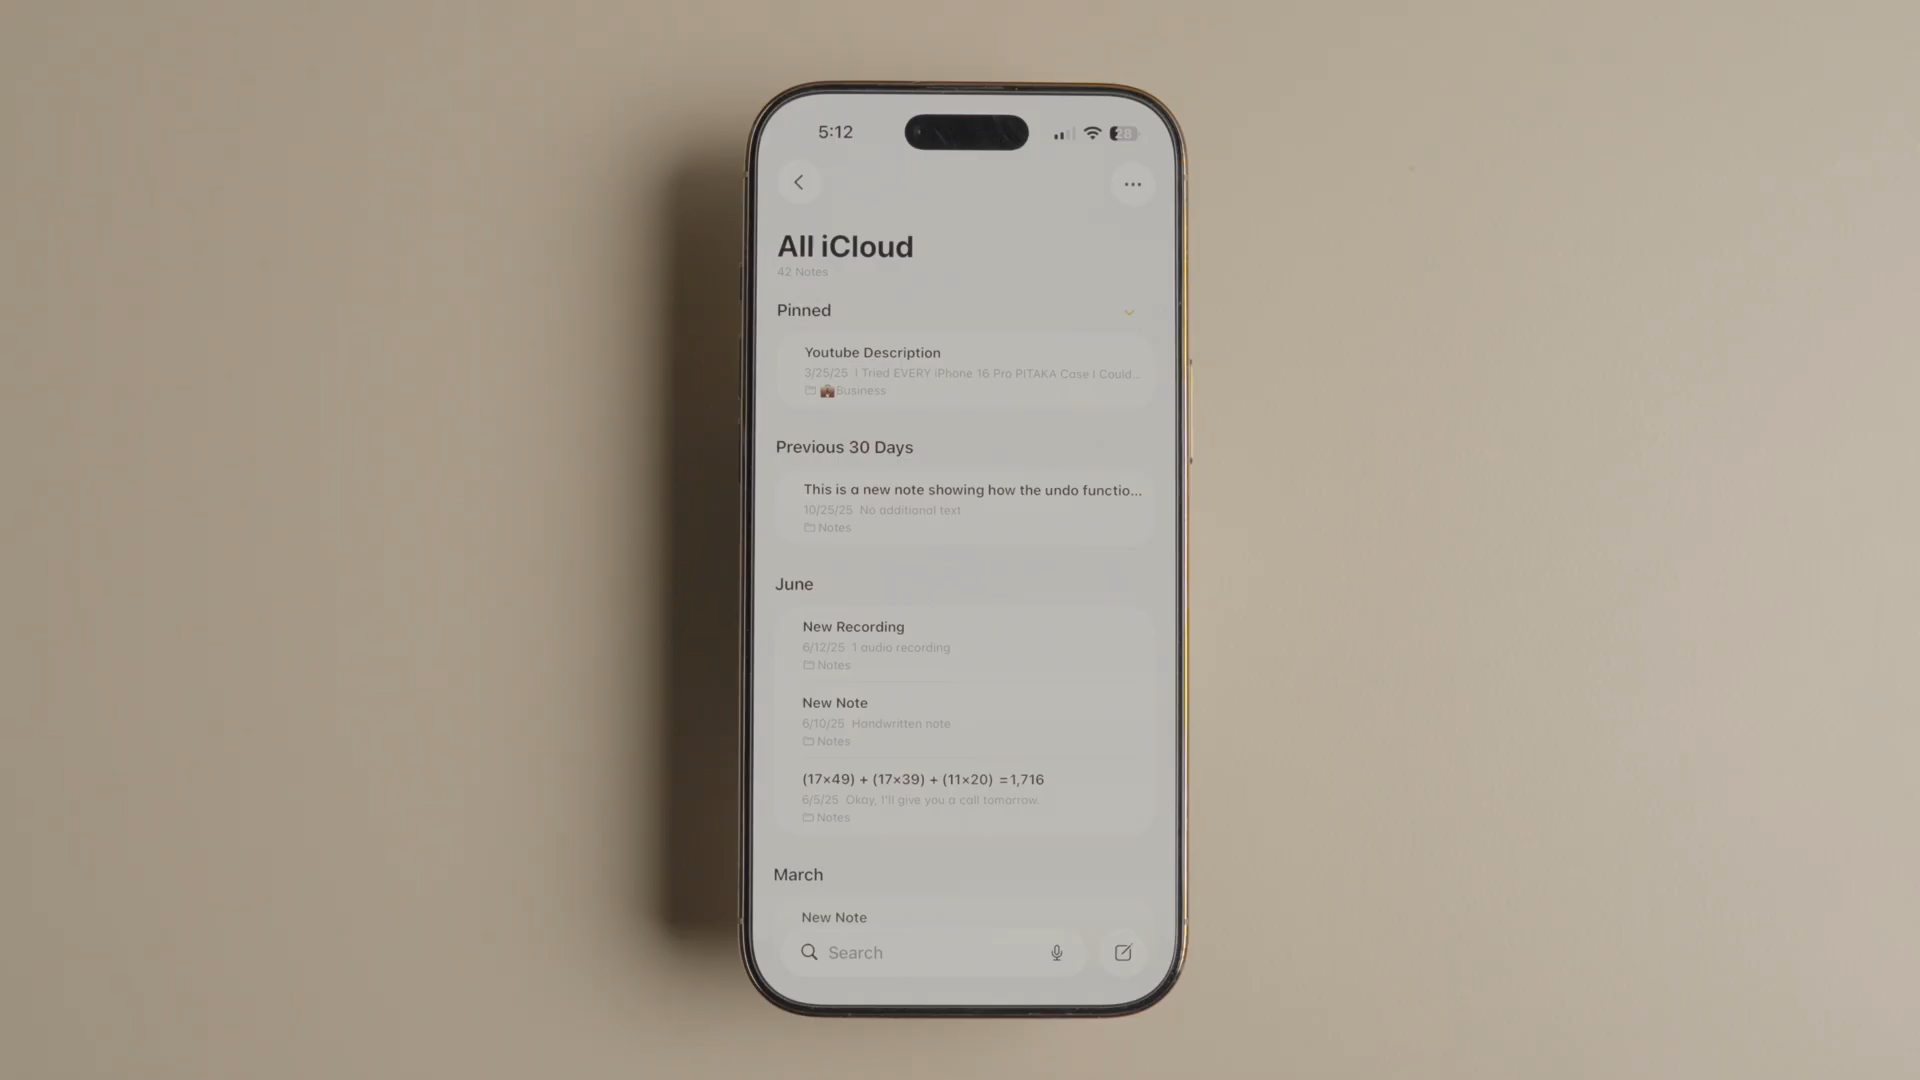 5:12
28
All iCloud
42 Notes
Pinned
Youtube Description
3/25/25 I Tried EVERY iPhone 16 Pro PITAKA Case I Could...
Business
Previous 30 Days
This is a new note showing how the undo functio...
10/25/25 No additional text
Notes
June
New Recording
6/12/25 1 audio recording
Notes
New Note
6/10/25 Handwritten note
Notes
(17×49) + (17×39) + (11×20) = 1,716
6/5/25 Okay, I'll give you a call tomorrow.
Notes
March
New Note
Search